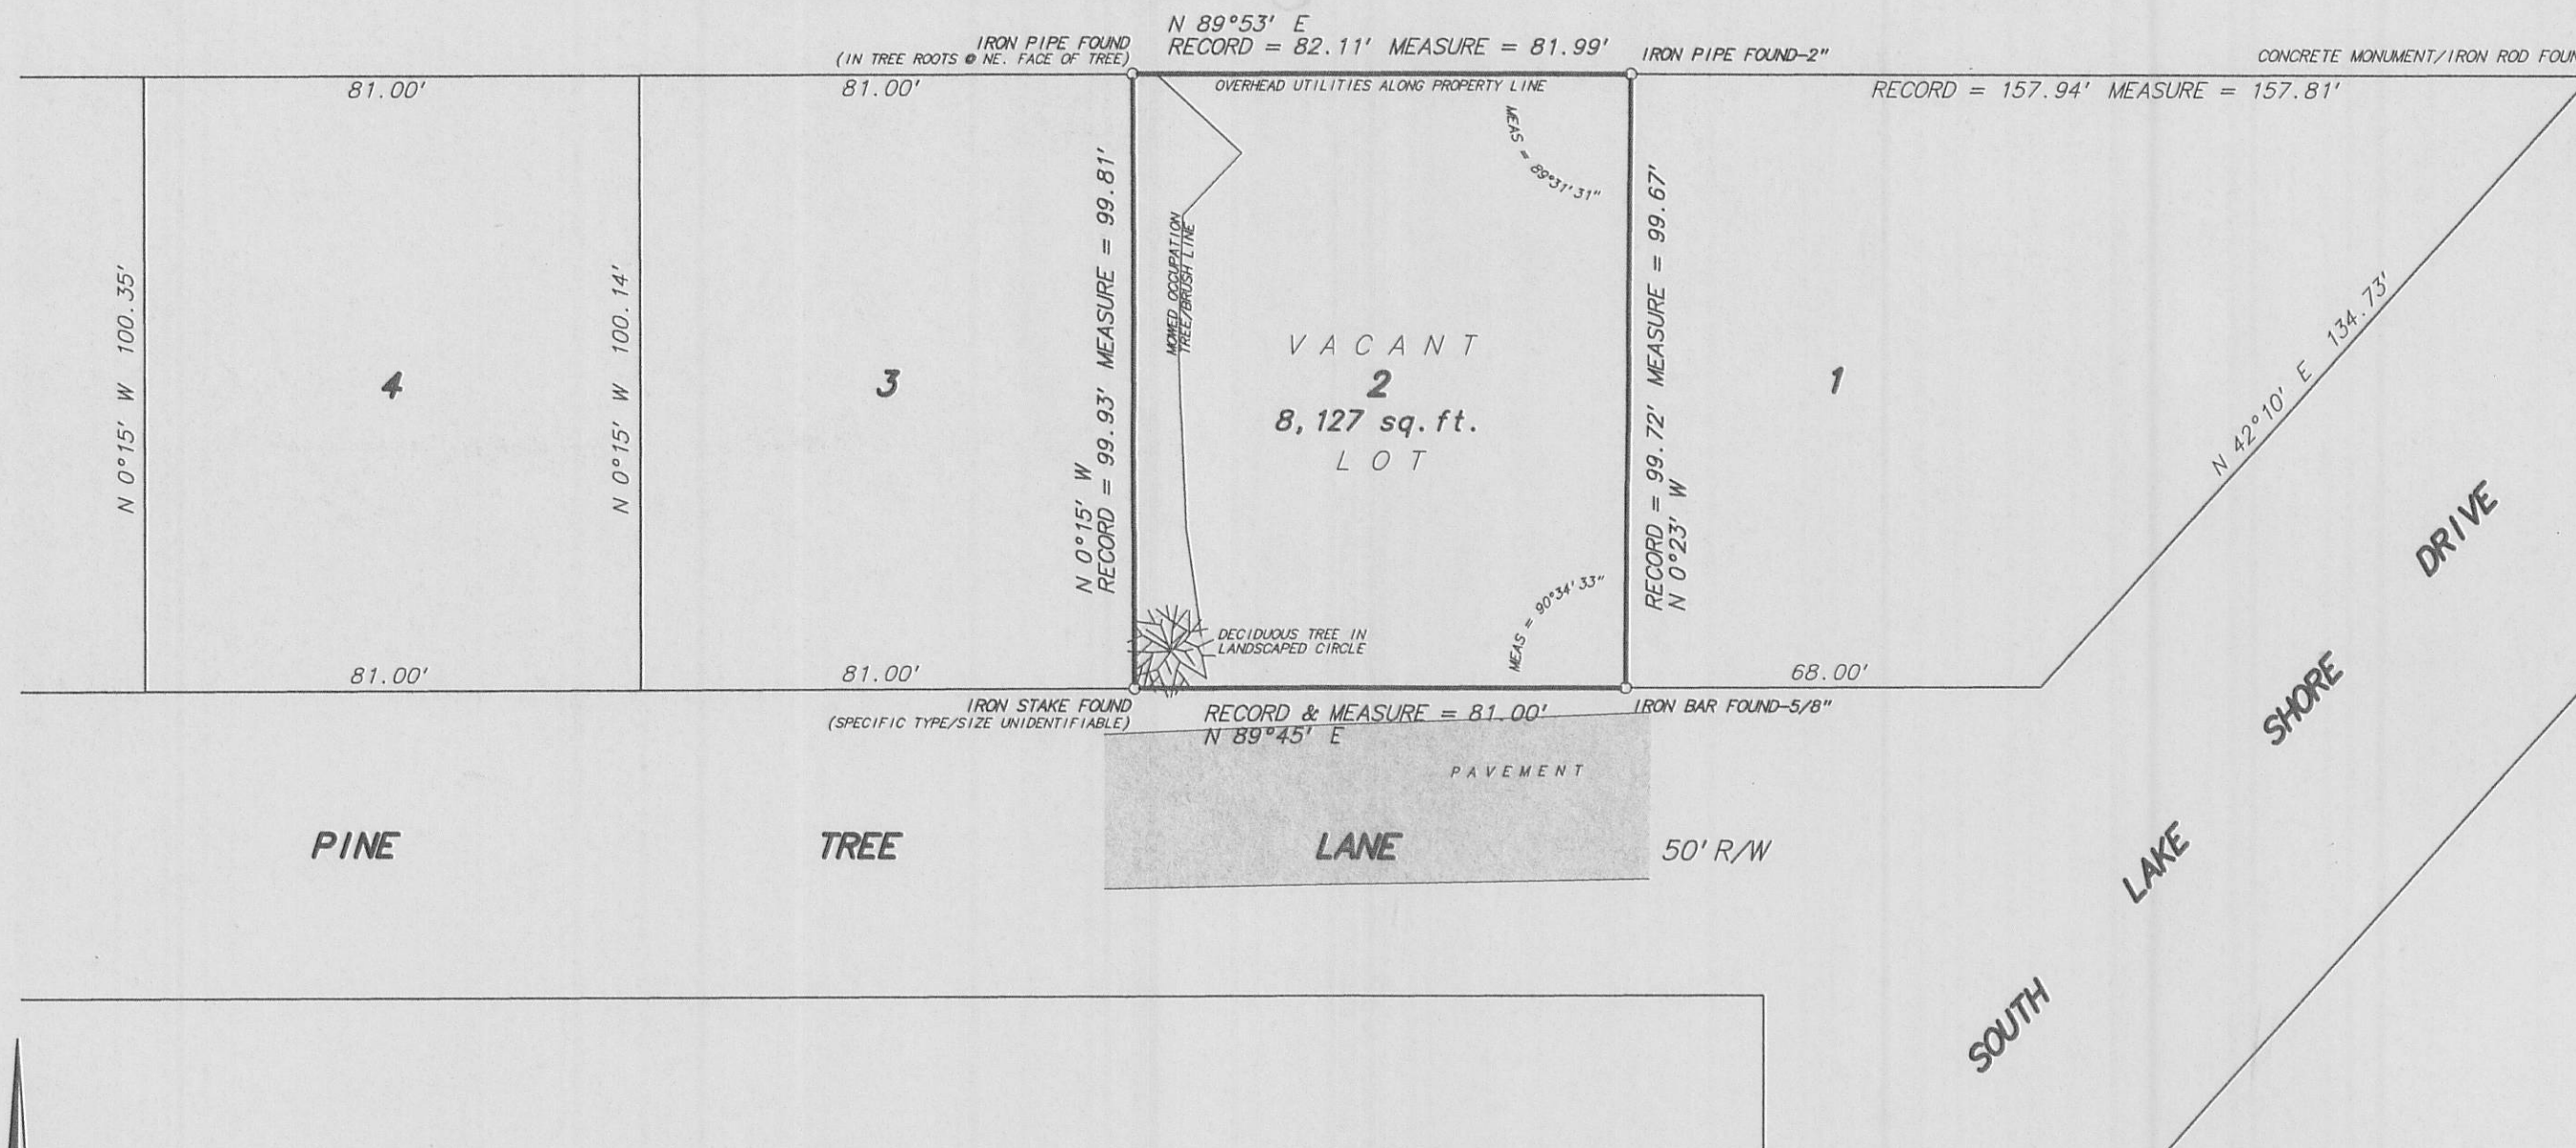 N 89°53' E
RECORD = 82.11' MEASURE = 81.99'
IRON PIPE FOUND
(IN TREE ROOTS @ NE. FACE OF TREE)
IRON PIPE FOUND-2"
CONCRETE MONUMENT/IRON ROD FOUN
81.00'
81.00'
OVERHEAD UTILITIES ALONG PROPERTY LINE
RECORD = 157.94' MEASURE = 157.81'
MEAS = 89°31'31"
N 0°15' W 100.35'
4
N 0°15' W 100.14'
3
N 0°15' W
RECORD = 99.93' MEASURE = 99.81'
MOWED OCCUPATION
TREE/BRUSH LINE
VACANT
2
8,127 sq.ft.
LOT
RECORD = 99.72' MEASURE = 99.67'
N 0°23' W
1
N 42°10' E 134.73'
MEAS = 90°34'33"
DECIDUOUS TREE IN
LANDSCAPED CIRCLE
81.00'
81.00'
68.00'
IRON STAKE FOUND
(SPECIFIC TYPE/SIZE UNIDENTIFIABLE)
RECORD & MEASURE = 81.00'
N 89°45' E
IRON BAR FOUND-5/8"
PAVEMENT
PINE TREE LANE
50' R/W
SOUTH LAKE SHORE DRIVE